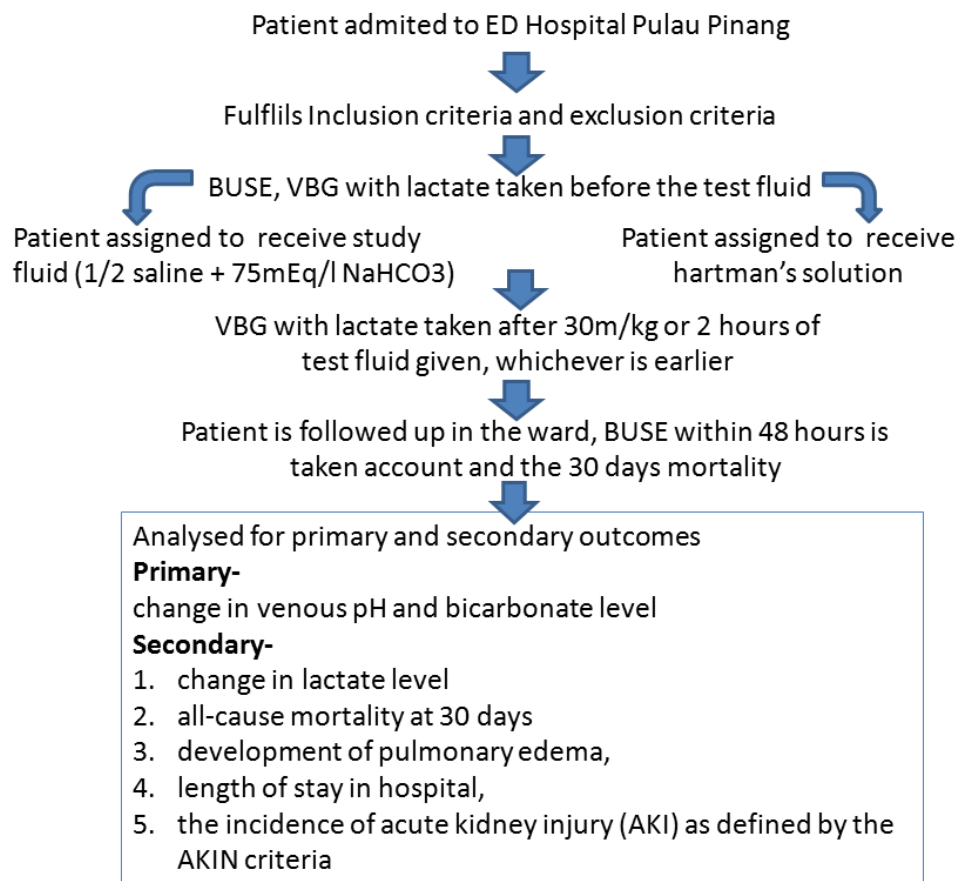 Patient admited to ED Hospital Pulau Pinang
Fulflils Inclusion criteria and exclusion criteria
BUSE, VBG with lactate taken before the test fluid
Patient assigned to receive study
fluid (1/2 saline + 75mEq/l NaHCO3)
Patient assigned to receive
hartman's solution
VBG with lactate taken after 30m/kg or 2 hours of
test fluid given, whichever is earlier
Patient is followed up in the ward, BUSE within 48 hours is
taken account and the 30 days mortality
Analysed for primary and secondary outcomes
Primary-
change in venous pH and bicarbonate level
Secondary-
1. change in lactate level
2. all-cause mortality at 30 days
3. development of pulmonary edema,
4. length of stay in hospital,
5. the incidence of acute kidney injury (AKI) as defined by the
AKIN criteria